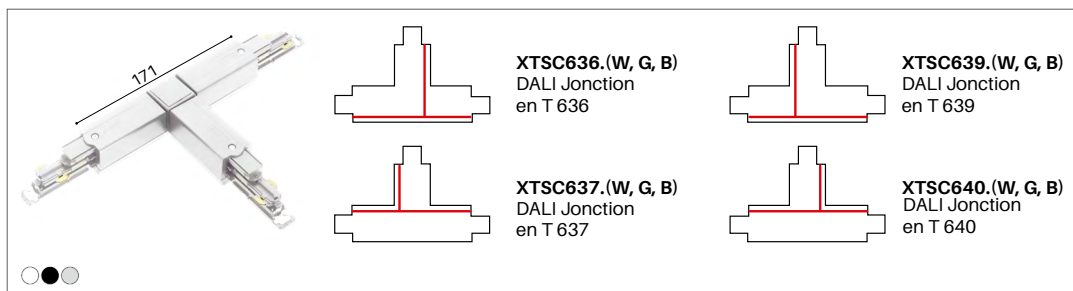 171
XTSC636.(W, G, B)
DALI Jonction
en T 636
XTSC639.(W, G, B)
DALI Jonction
en T 639
XTSC637.(W, G, B)
DALI Jonction
en T 637
XTSC640.(W, G, B)
DALI Jonction
en T 640